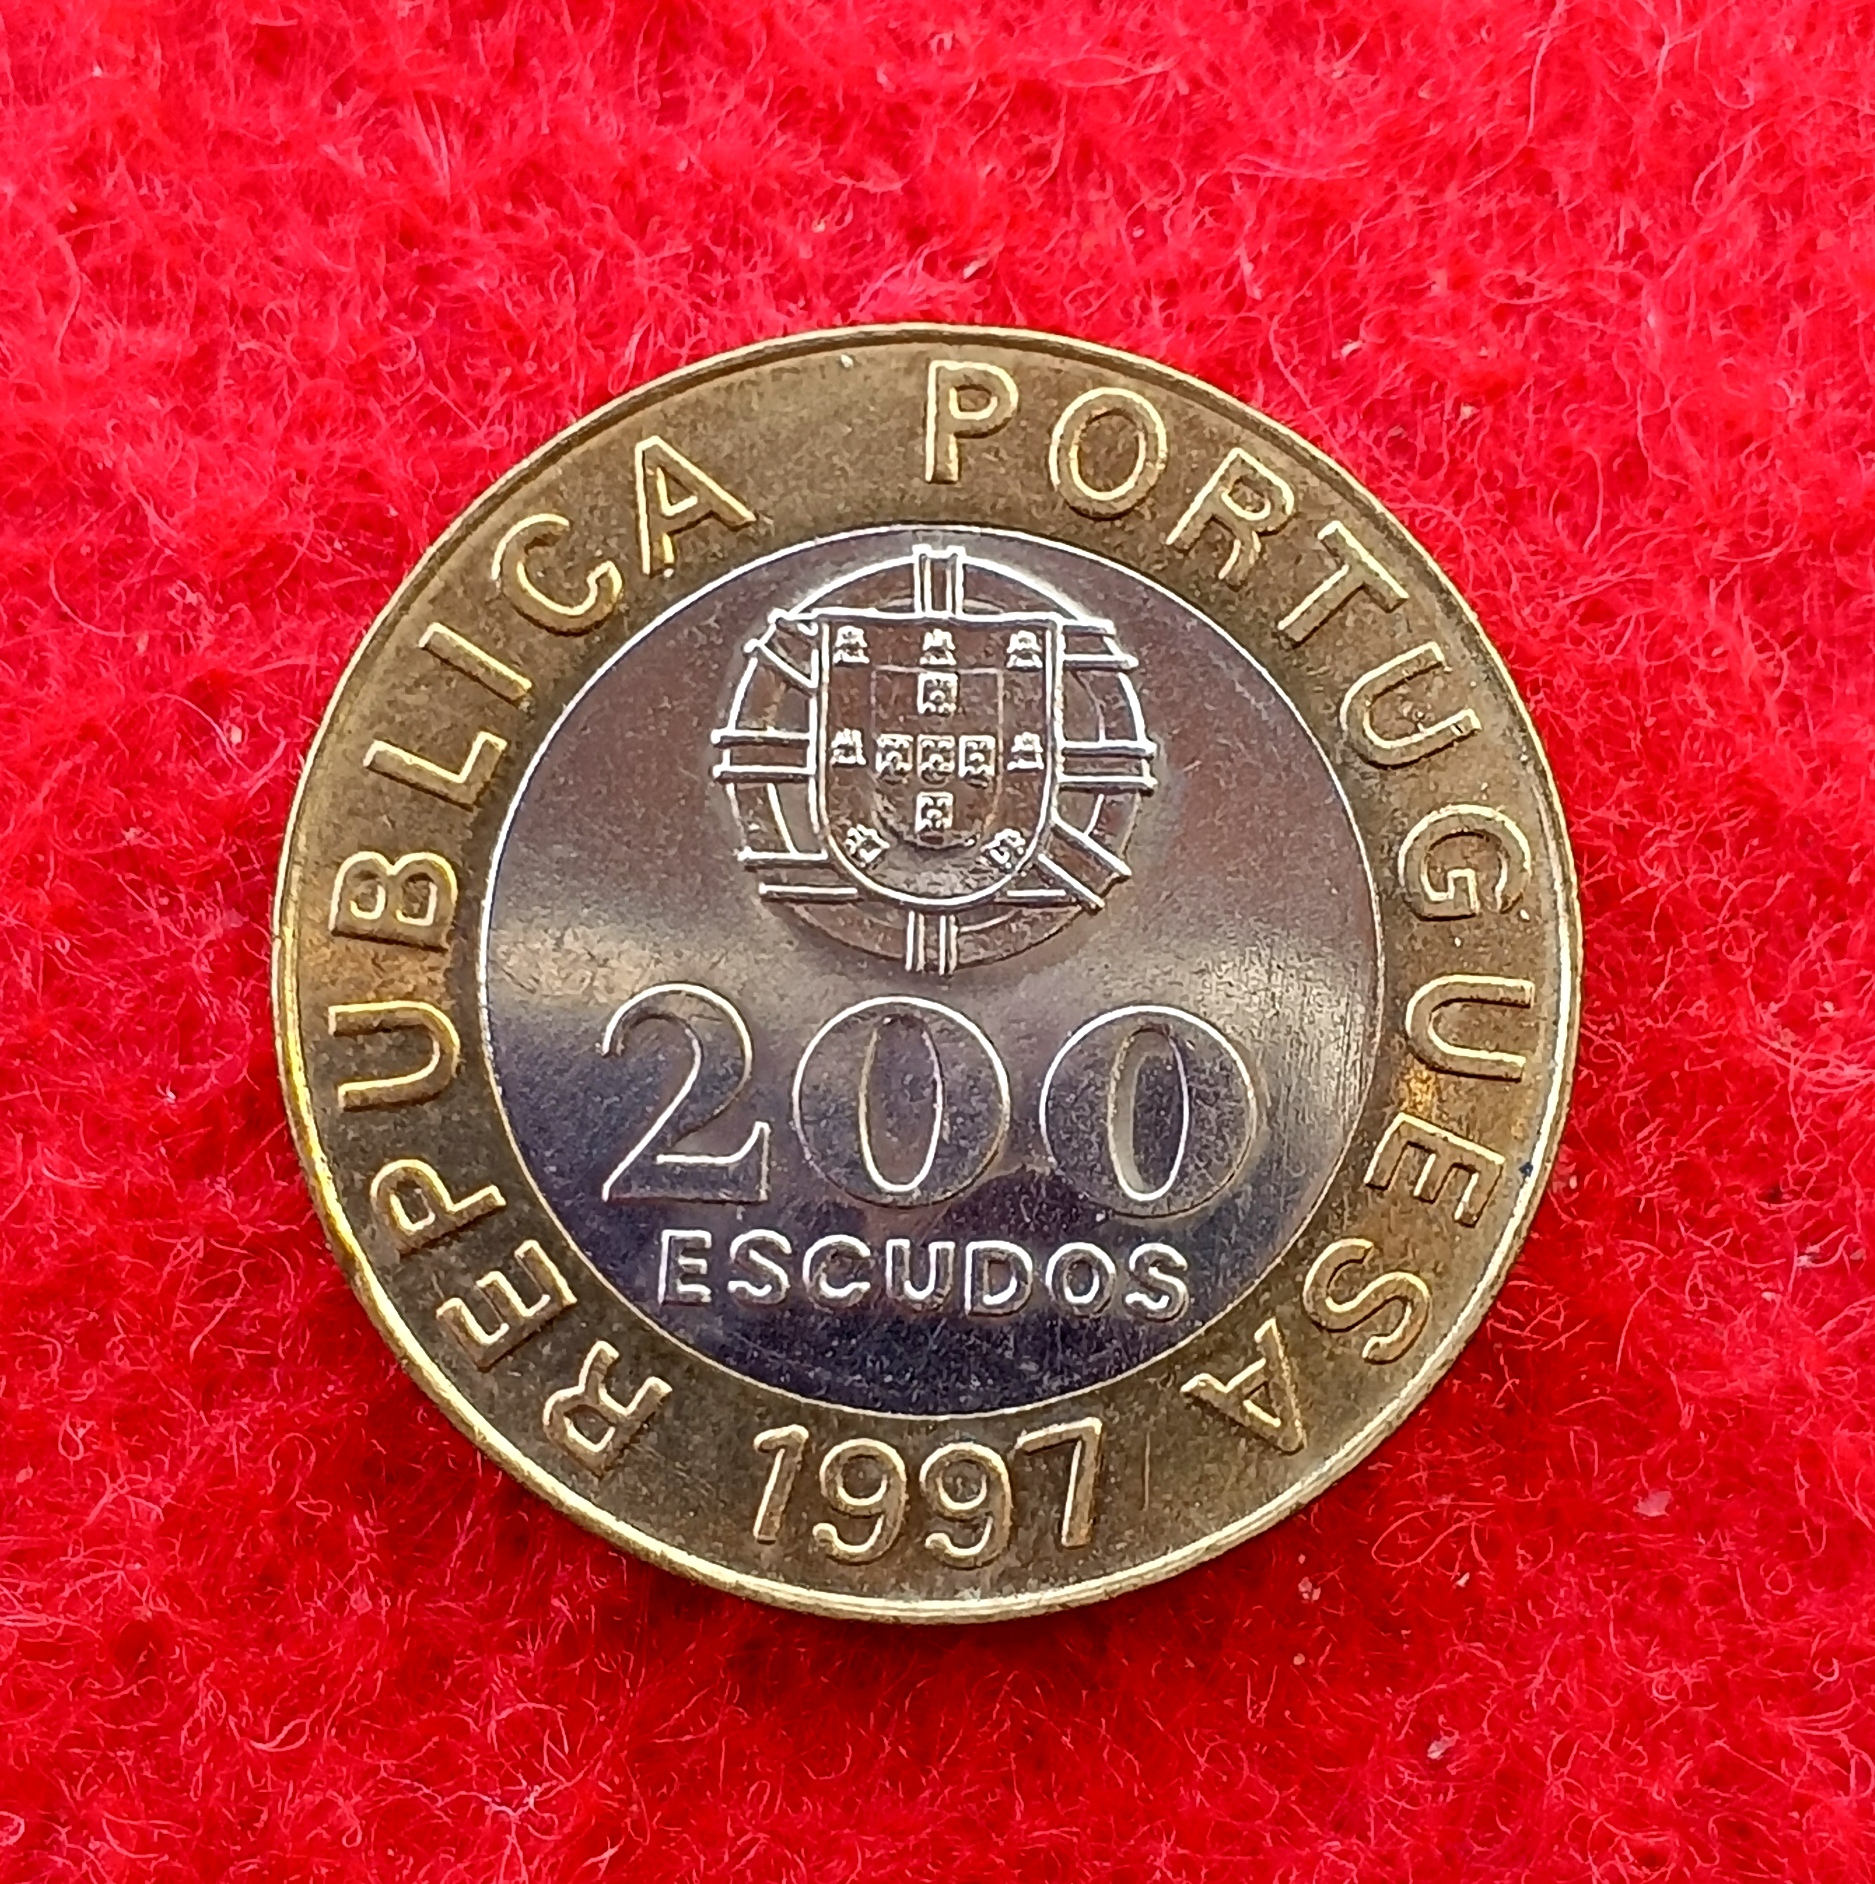 REPUBLICA PORTUGUESA
200
ESCUDOS
1997